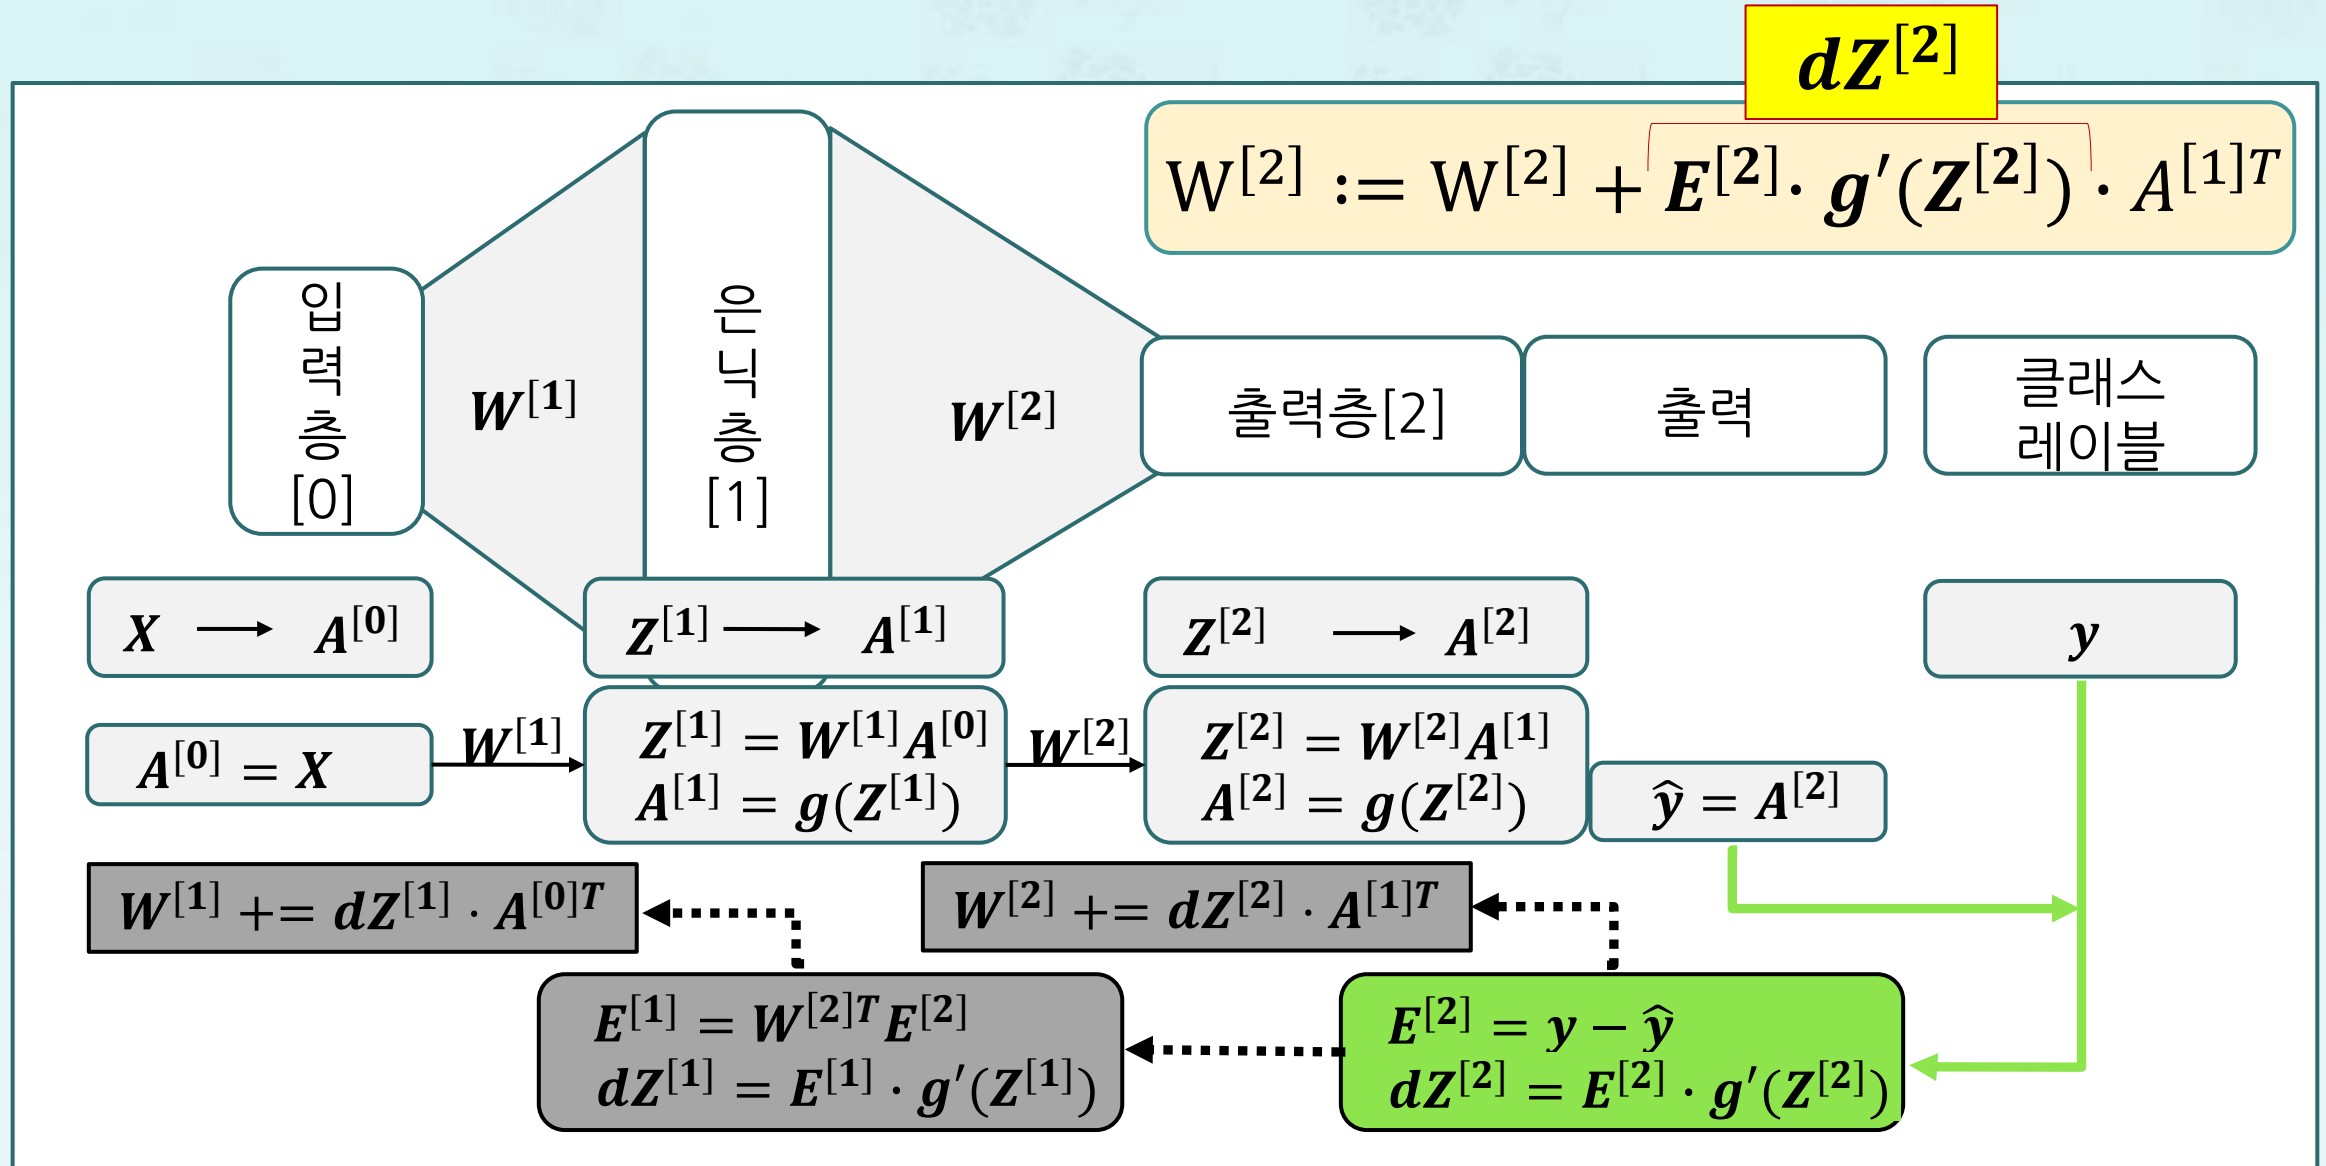 dZ^[2]
W^[2] := W^[2] + E^[2] · g′(Z^[2]) · A^[1]T
입
력
층
[0]
W^[1]
은
닉
층
[1]
W^[2]
출력층[2]
출력
클래스
레이블
X → A^[0]
Z^[1] → A^[1]
Z^[2] → A^[2]
y
A^[0] = X
W^[1]
Z^[1] = W^[1]A^[0]
A^[1] = g(Z^[1])
W^[2]
Z^[2] = W^[2]A^[1]
A^[2] = g(Z^[2])
ŷ = A^[2]
W^[1] += dZ^[1] · A^[0]T
W^[2] += dZ^[2] · A^[1]T
E^[1] = W^[2]T E^[2]
dZ^[1] = E^[1] · g′(Z^[1])
E^[2] = y − ŷ
dZ^[2] = E^[2] · g′(Z^[2])